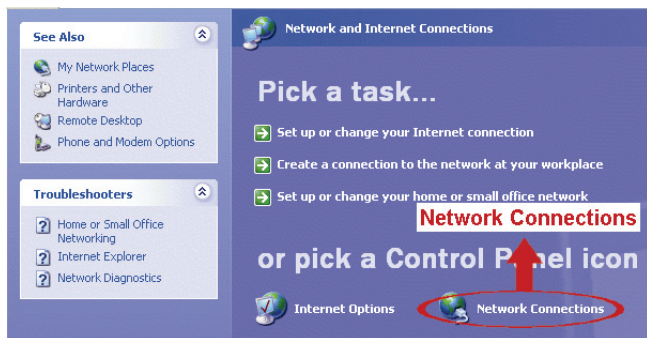 See Also
My Network Places
Printers and Other
Hardware
Remote Desktop
Phone and Modem Options
Troubleshooters
Home or Small Office
Networking
Internet Explorer
Network Diagnostics
Network and Internet Connections
Pick a task...
Set up or change your Internet connection
Create a connection to the network at your workplace
Set up or change your home or small office network
Network Connections
or pick a Control Panel icon
Internet Options
Network Connections